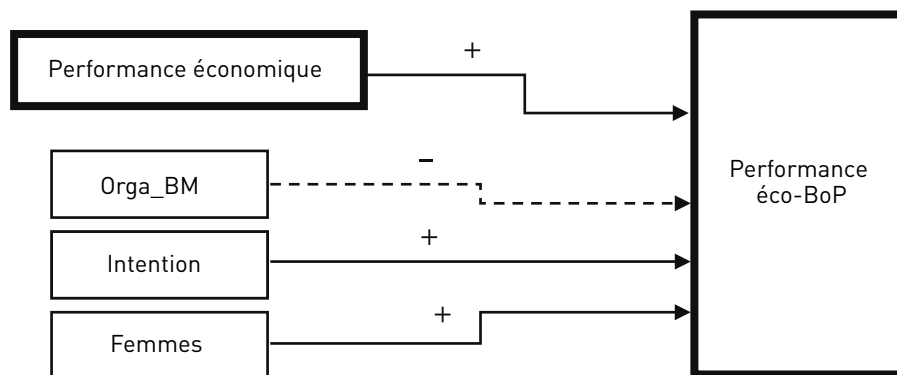 +
Performance économique
–
Orga_BM
Performance
éco-BoP
+
Intention
+
Femmes